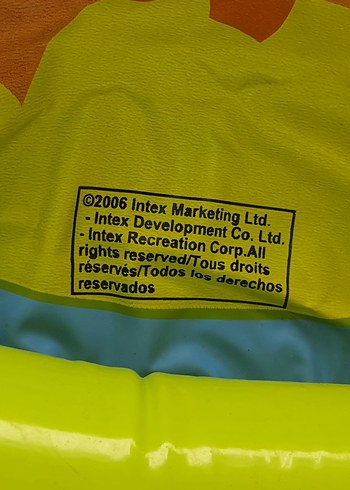 ©2006 Intex Marketing Ltd.
- Intex Development Co. Ltd.
- Intex Recreation Corp.All
rights reserved/Tous droits
réservés/Todos los derechos
reservados